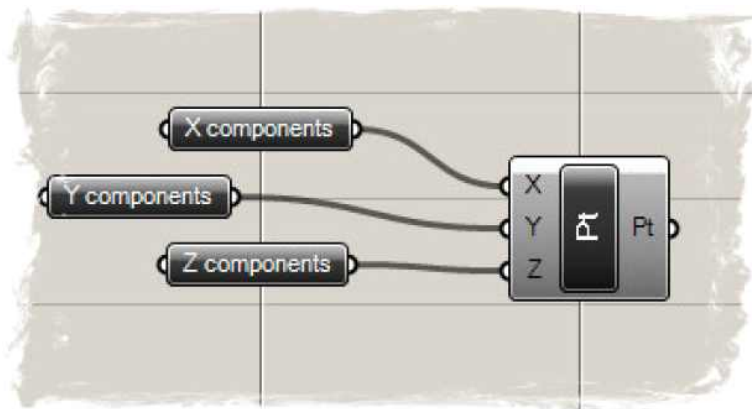 X components
Y components
Z components
X
Y
Z
Pt
Pt